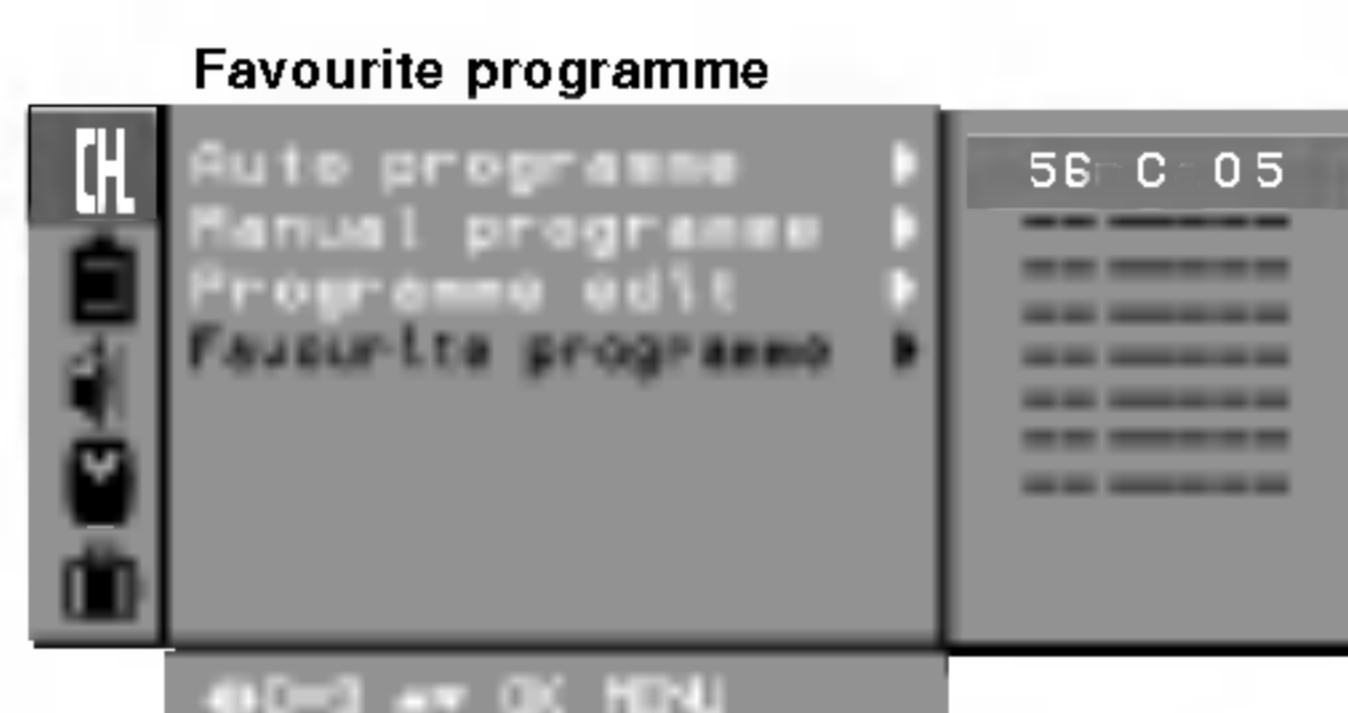 Favourite programme
CH
Auto programme
Manual programme
Programme edit
Favourite programme
56 C 05
-- ------
-- ------
-- ------
-- ------
-- ------
-- ------
-- ------
OK MENU